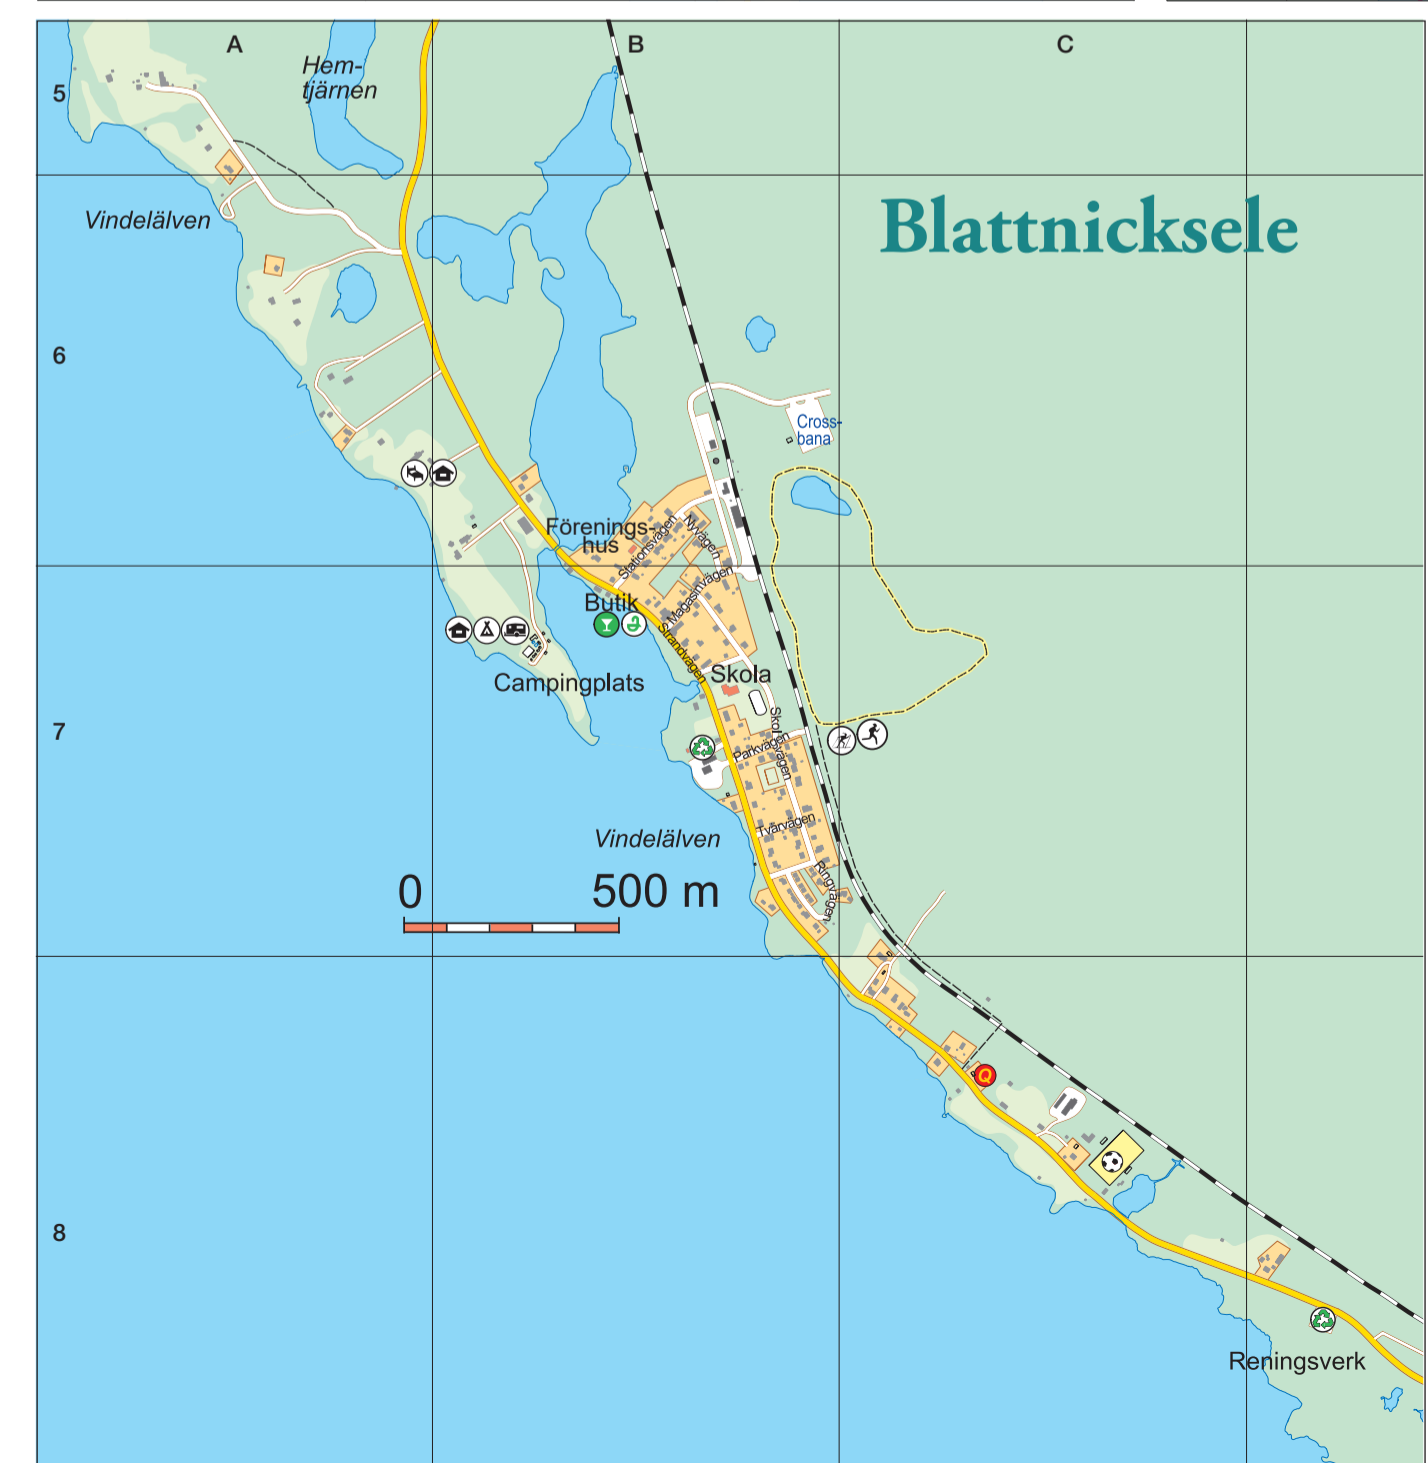 A
B
C
5
Hem-
tjärnen
Vindelälven
Blattnicksele
6
Cross-
bana
Förenings-
hus
Stationsvägen
Nyvägen
Magasinvägen
Butik
Strandvägen
Campingplats
Skola
7
Skolvägen
Parkvägen
Tvärvägen
Vindelälven
Ringvägen
0 500 m
Q
8
Reningsverk